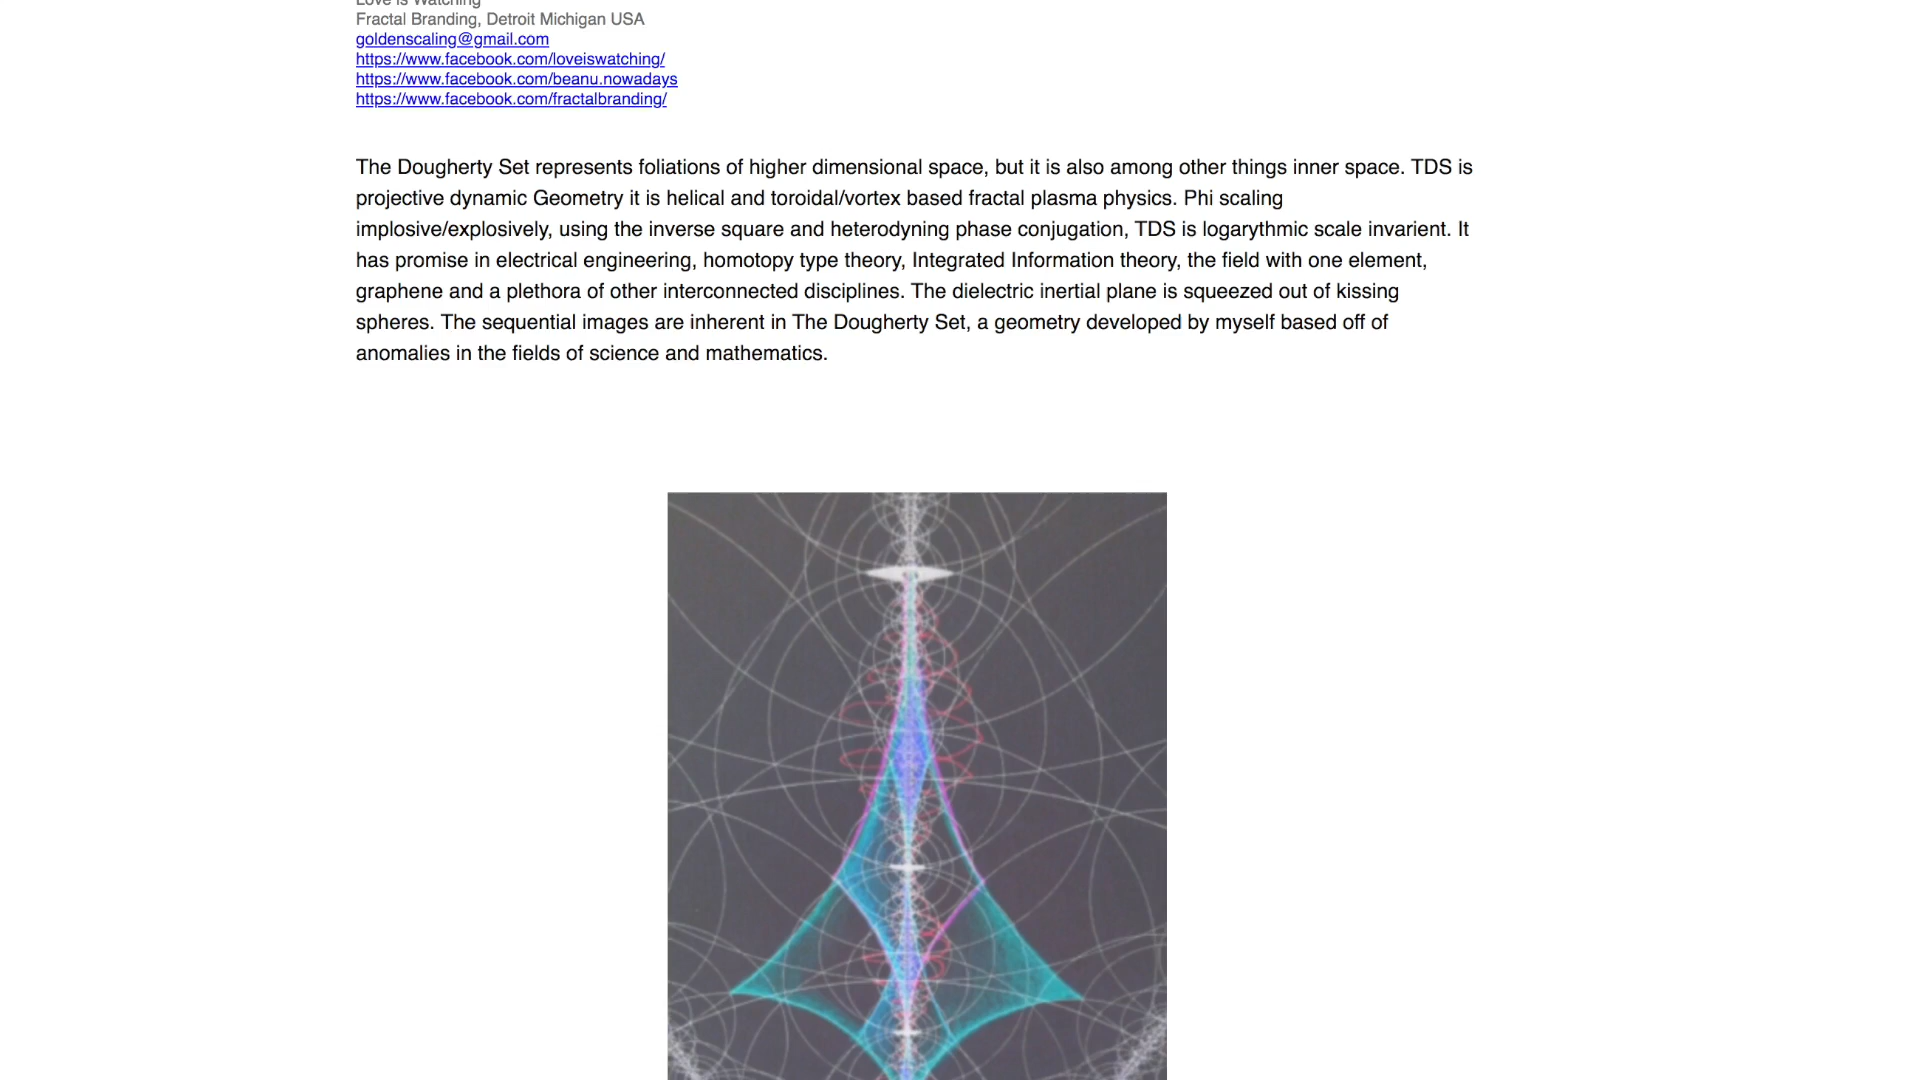 Love is Watching
Fractal Branding, Detroit Michigan USA
goldenscaling@gmail.com
https://www.facebook.com/loveiswatching/
https://www.facebook.com/beanu.nowadays
https://www.facebook.com/fractalbranding/
The Dougherty Set represents foliations of higher dimensional space, but it is also among other things inner space. TDS is
projective dynamic Geometry it is helical and toroidal/vortex based fractal plasma physics. Phi scaling
implosive/explosively, using the inverse square and heterodyning phase conjugation, TDS is logarythmic scale invarient. It
has promise in electrical engineering, homotopy type theory, Integrated Information theory, the field with one element,
graphene and a plethora of other interconnected disciplines. The dielectric inertial plane is squeezed out of kissing
spheres. The sequential images are inherent in The Dougherty Set, a geometry developed by myself based off of
anomalies in the fields of science and mathematics.